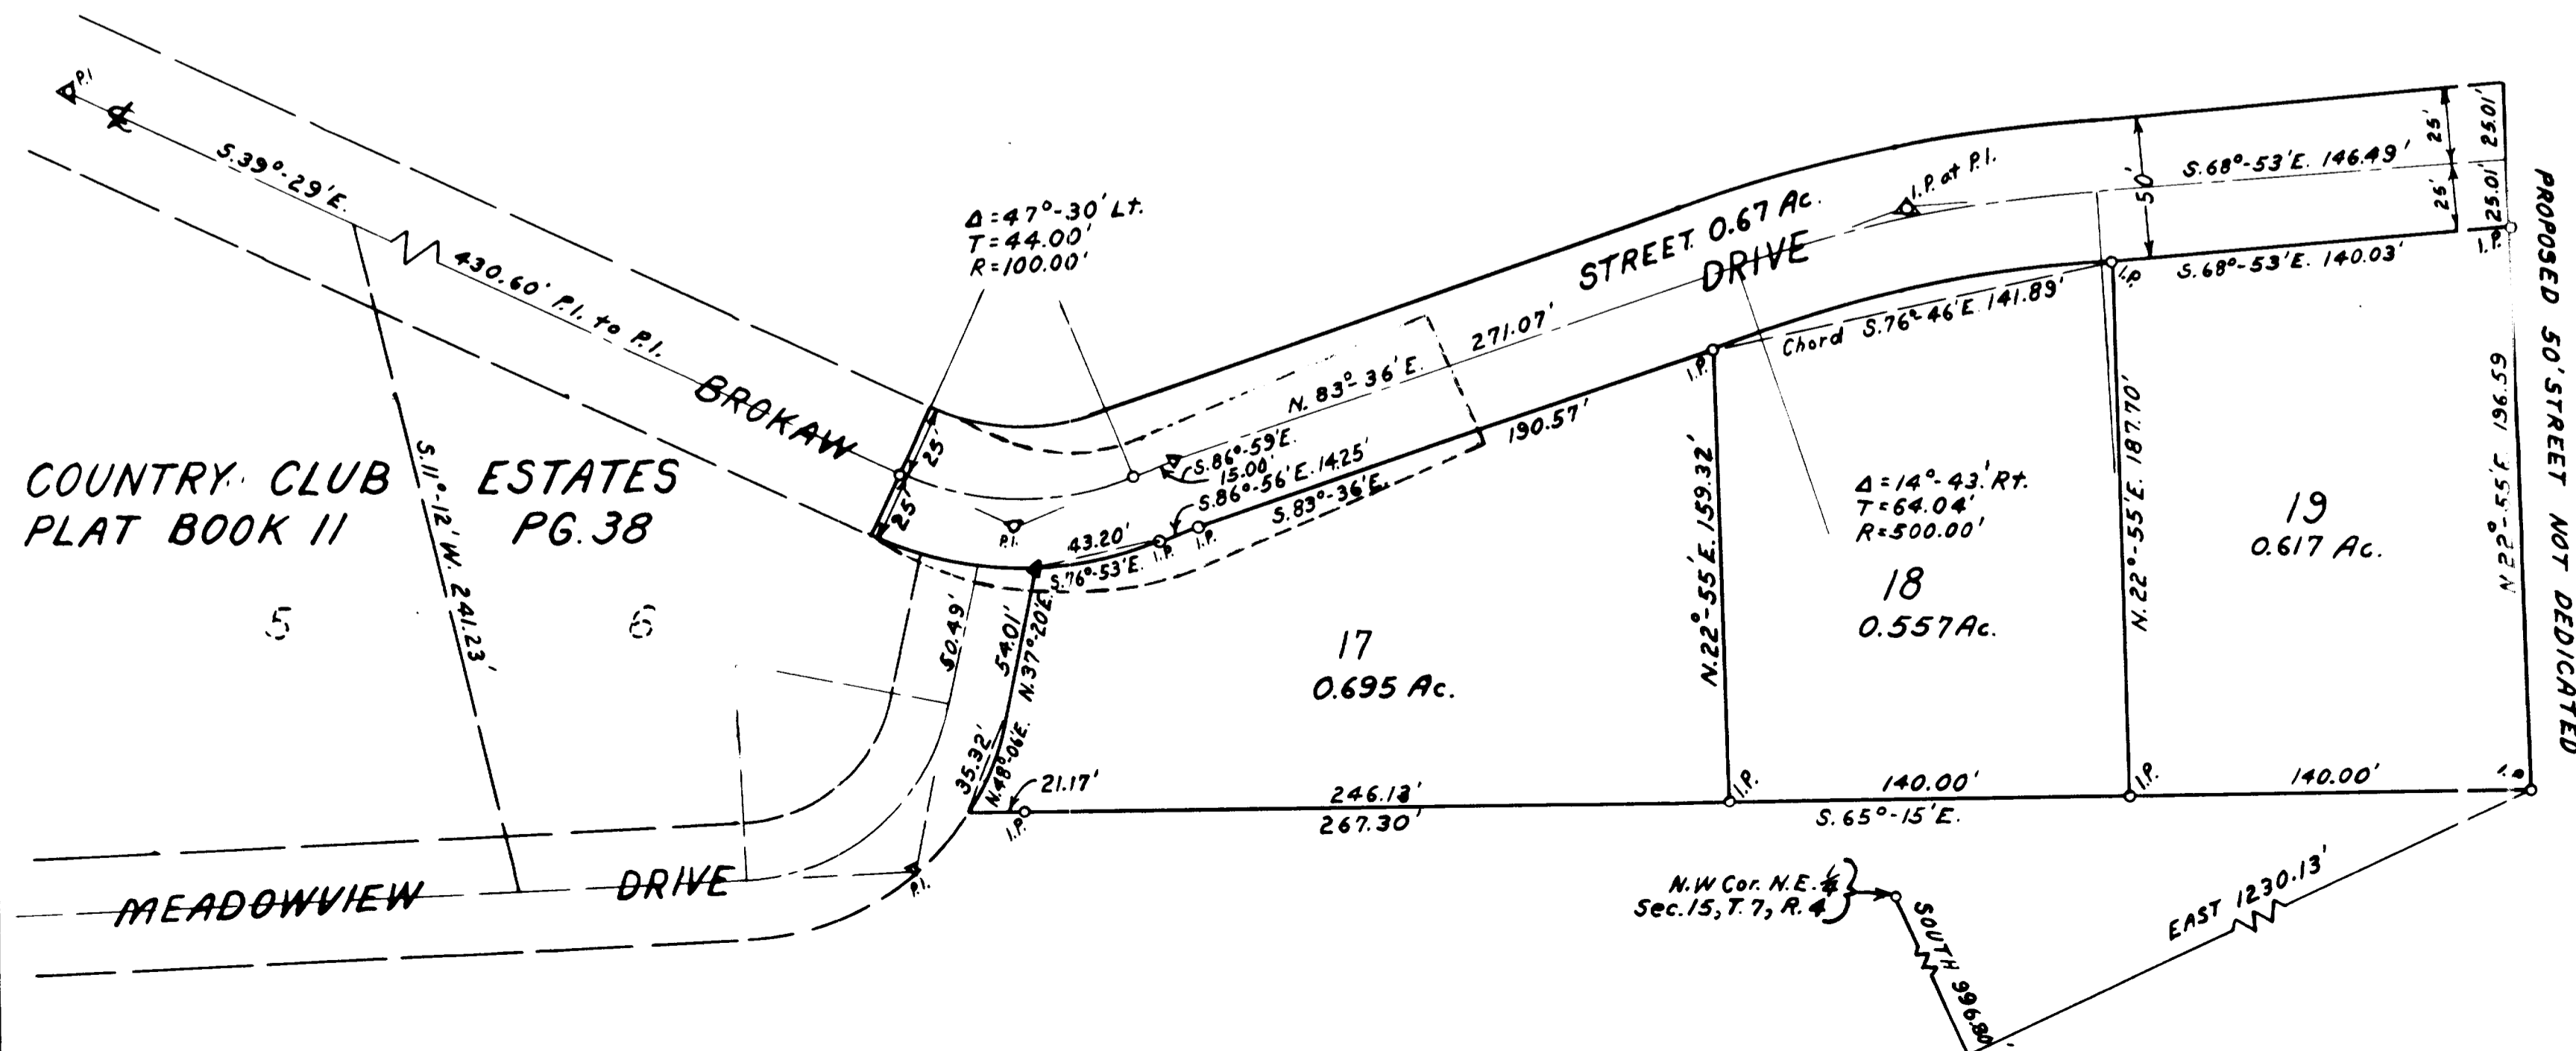 P.I.
℄
S.39°-29'E.
430.60' P.I. to P.I.
BROKAW
DRIVE
COUNTRY CLUB ESTATES
PLAT BOOK 11 PG.38
5
6
S.11°-12'W. 241.23'
MEADOWVIEW DRIVE
P.I.
Δ=47°-30' Lt.
T=44.00'
R=100.00'
25'
25'
P.I.
50.49'
54.01'
N.37°-20'E.
35.32'
N.48°-06'E.
21.17'
I.P.
43.20'
S.76°-53'E.
I.P.
I.P.
S.86°-59'E.
15.00'
S.86°-56'E. 14.25'
S.83°-36'E.
N. 83°-36'E.
271.07'
190.57'
STREET 0.67 Ac.
I.P. at P.I.
I.P.
Chord S.76°-46'E. 141.89'
50'
S.68°-53'E. 146.49'
25'
25'
25.01'
25.01'
I.P.
I.P.
S.68°-53'E. 140.03'
PROPOSED 50' STREET NOT DEDICATED
N.22°-55'E. 159.32'
N.22°-55'E. 187.70'
N 22°-55'E 196.59
Δ=14°-43' Rt.
T=64.04'
R=500.00'
17
0.695 Ac.
18
0.557 Ac.
19
0.617 Ac.
246.13'
267.30'
I.P.
140.00'
S.65°-15'E.
I.P.
140.00'
I.P.
N.W Cor. N.E.¼
Sec.15, T.7, R.4
SOUTH 996.80'
EAST 1230.13'